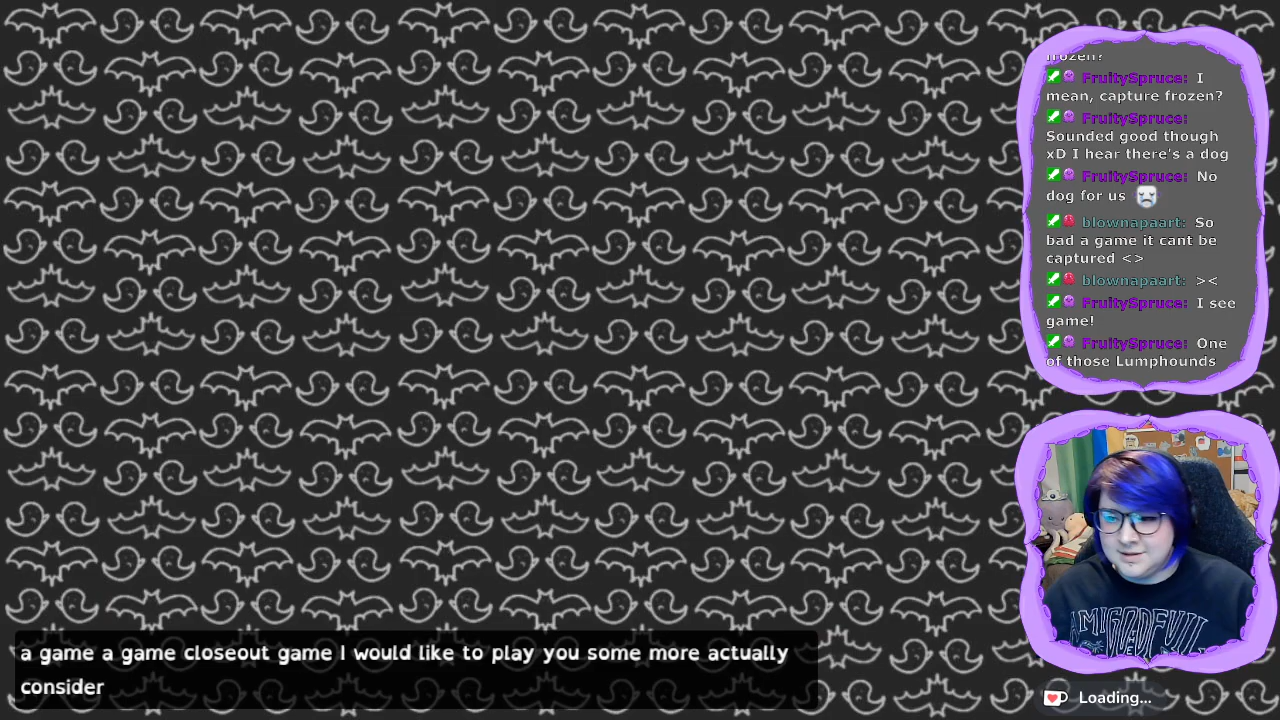 frozen?
FruitySpruce: I
mean, capture frozen?
FruitySpruce:
Sounded good though
xD I hear there's a dog
FruitySpruce: No
dog for us
blownapaart: So
bad a game it cant be
captured <>
blownapaart: ><
FruitySpruce: I see
game!
FruitySpruce: One
of those Lumphounds
a game a game closeout game I would like to play you some more actually
consider
Loading...